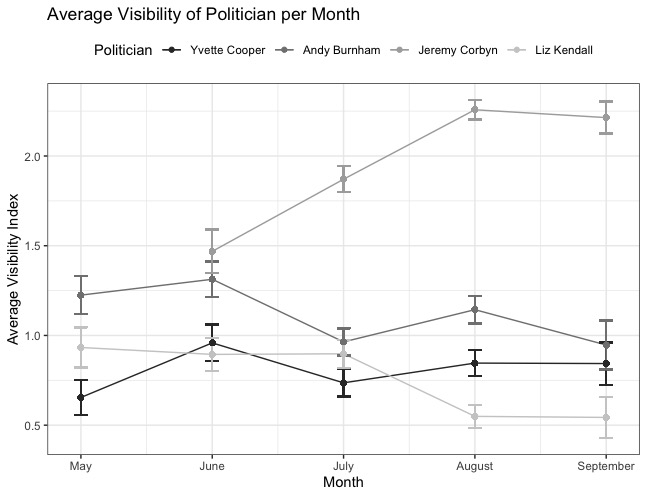 Average Visibility of Politician per Month
Politician Yvette Cooper Andy Burnham Jeremy Corbyn Liz Kendall
Average Visibility Index
2.0
1.5
1.0
0.5
May June July August September
Month